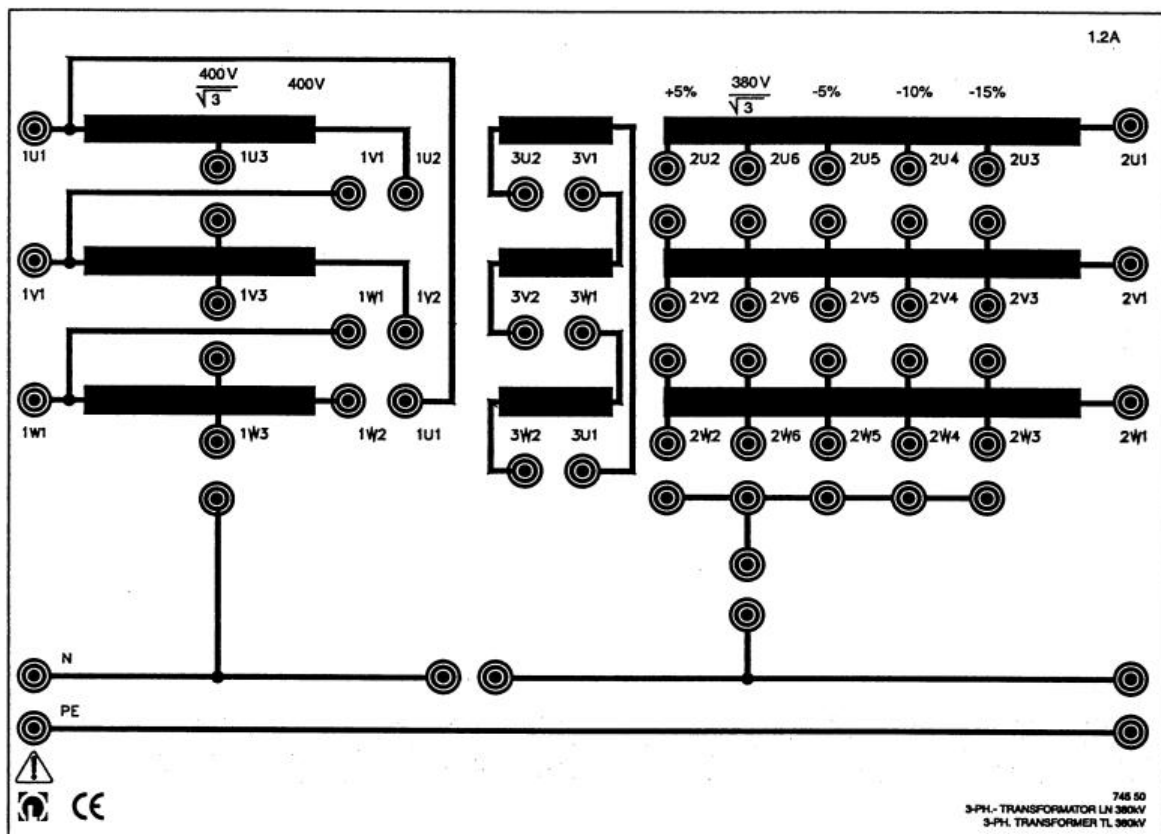 1.2A
400V
√3
400V
+5%
380V
√3
-5%
-10%
-15%
1U1
1U3
1V1
1U2
3U2
3V1
2U2
2U6
2U5
2U4
2U3
2U1
1V1
1V3
1W1
1V2
3V2
3W1
2V2
2V6
2V5
2V4
2V3
2V1
1W1
1W3
1W2
1U1
3W2
3U1
2W2
2W6
2W5
2W4
2W3
2W1
N
PE
CE
745 50
3-PH.- TRANSFORMATOR LN 380kV
3-PH. TRANSFORMER TL 380kV